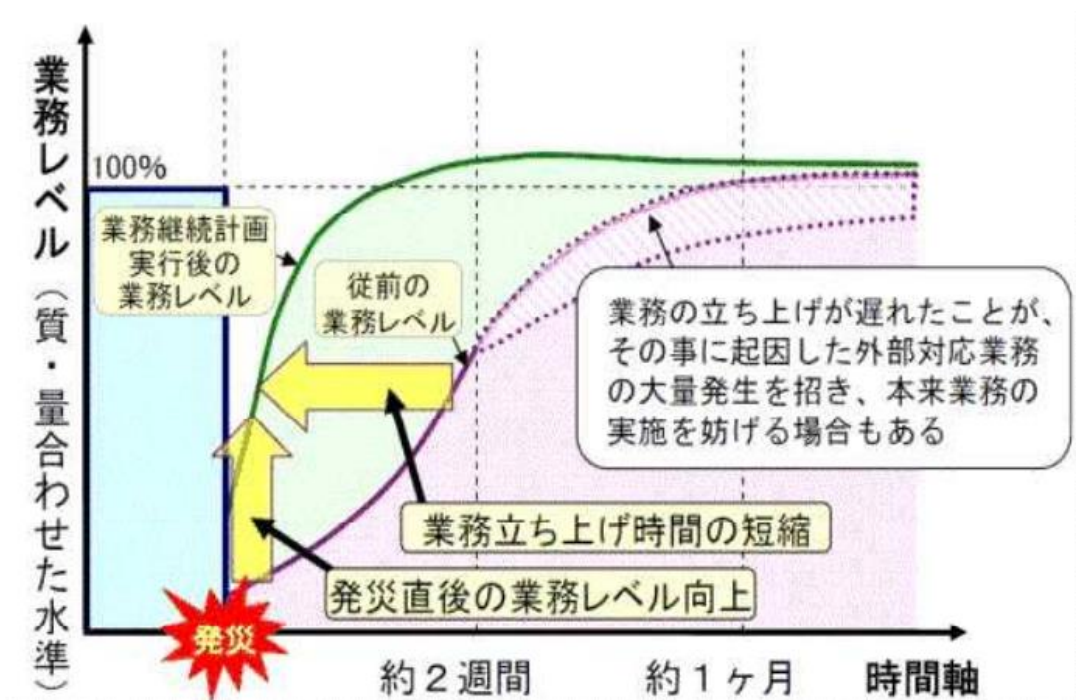 業務レベル（質・量合わせた水準）
100%
業務継続計画
実行後の
業務レベル
従前の
業務レベル
業務の立ち上げが遅れたことが、
その事に起因した外部対応業務
の大量発生を招き、本来業務の
実施を妨げる場合もある
業務立ち上げ時間の短縮
発災直後の業務レベル向上
発災
約２週間
約１ヶ月
時間軸